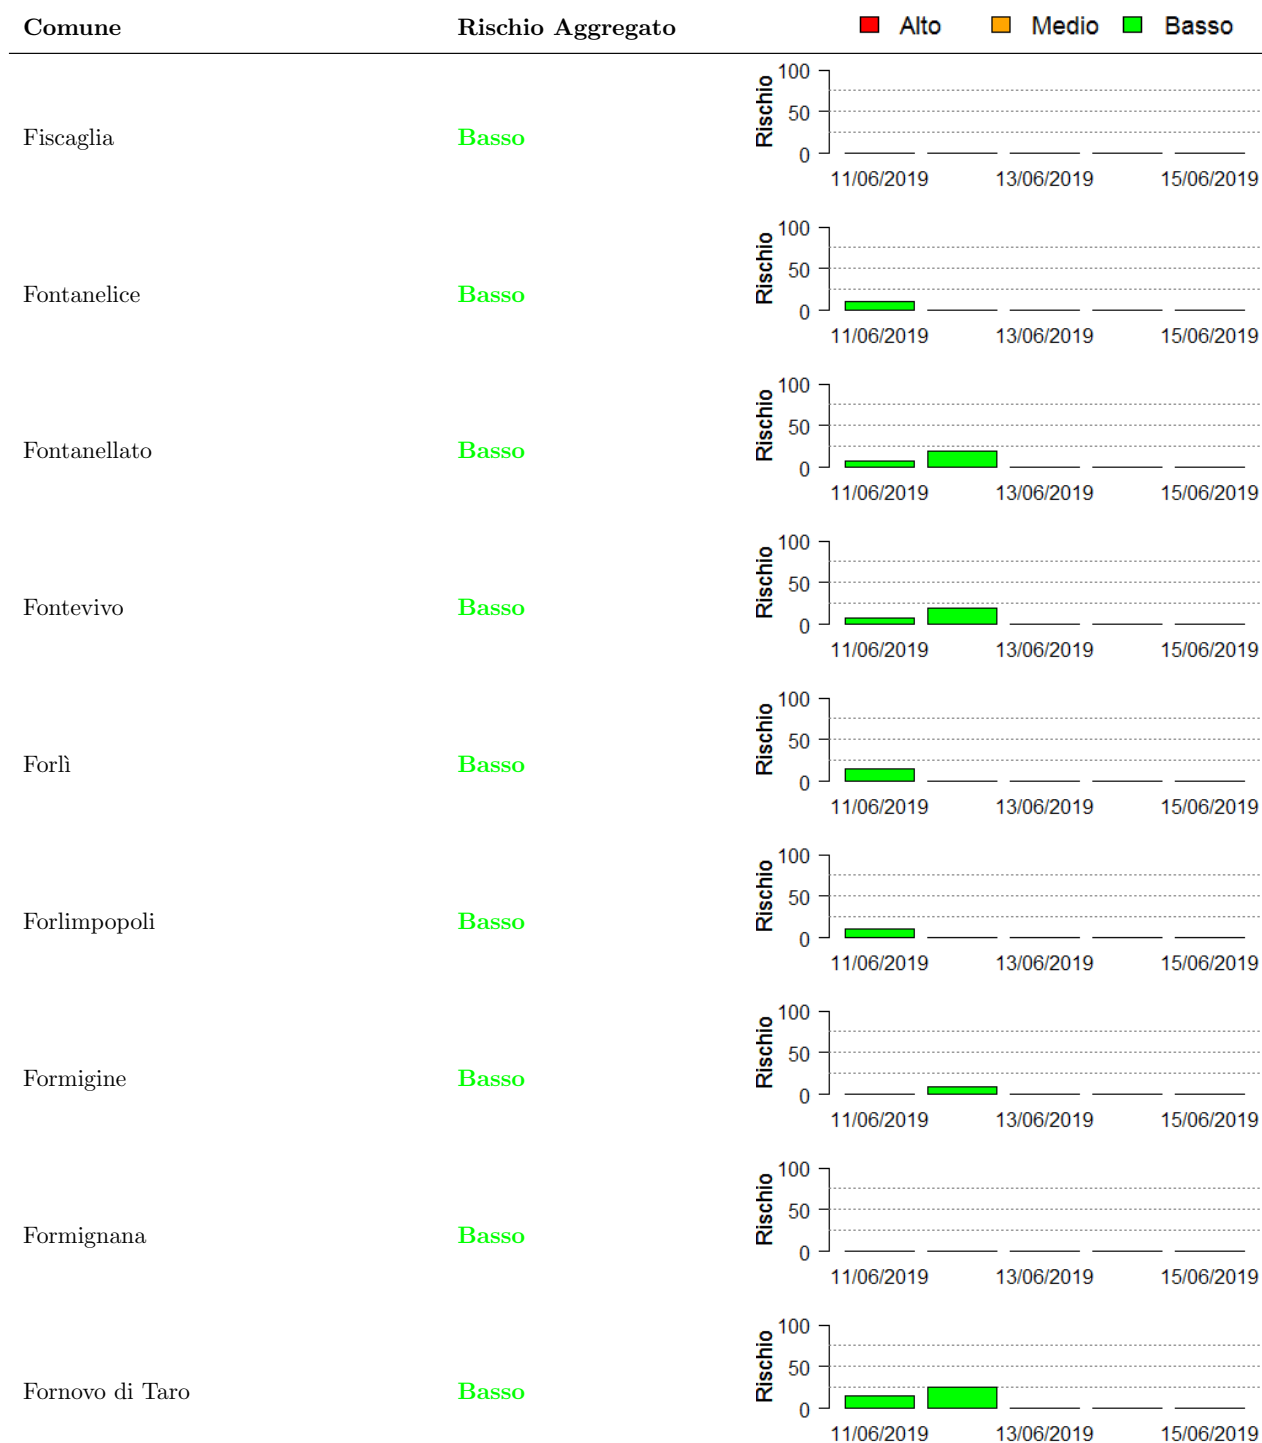 Comune Rischio Aggregato Alto Medio Basso
Fiscaglia Basso
Rischio
100
50
0
11/06/2019 13/06/2019 15/06/2019
Fontanelice Basso
Rischio
100
50
0
11/06/2019 13/06/2019 15/06/2019
Fontanellato Basso
Rischio
100
50
0
11/06/2019 13/06/2019 15/06/2019
Fontevivo Basso
Rischio
100
50
0
11/06/2019 13/06/2019 15/06/2019
Forlì Basso
Rischio
100
50
0
11/06/2019 13/06/2019 15/06/2019
Forlimpopoli Basso
Rischio
100
50
0
11/06/2019 13/06/2019 15/06/2019
Formigine Basso
Rischio
100
50
0
11/06/2019 13/06/2019 15/06/2019
Formignana Basso
Rischio
100
50
0
11/06/2019 13/06/2019 15/06/2019
Fornovo di Taro Basso
Rischio
100
50
0
11/06/2019 13/06/2019 15/06/2019